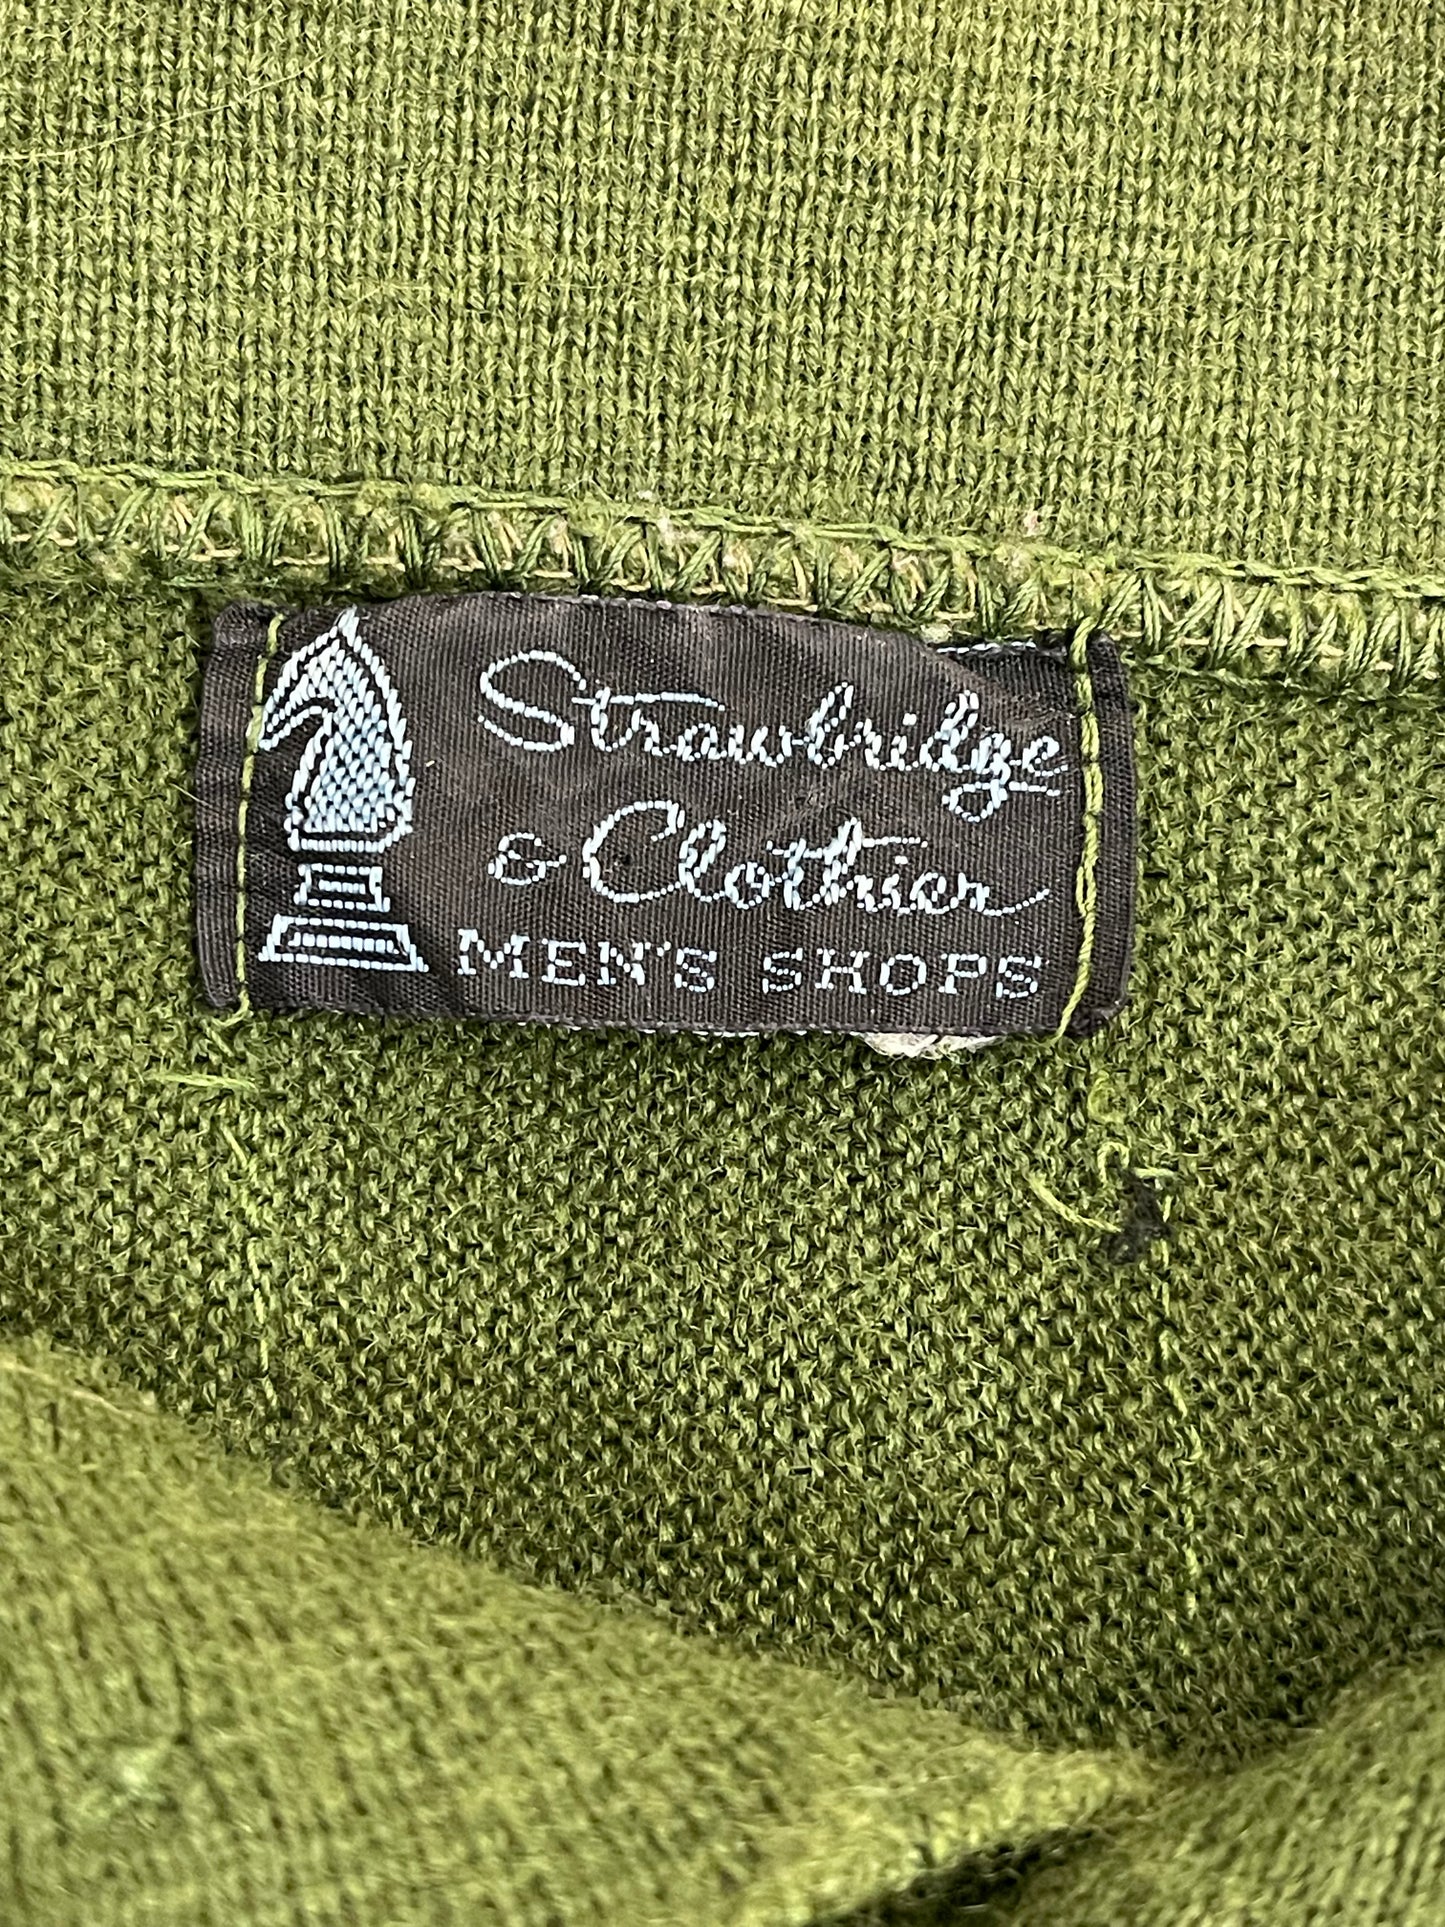 Strawbridge
& Clothier
MEN'S SHOPS